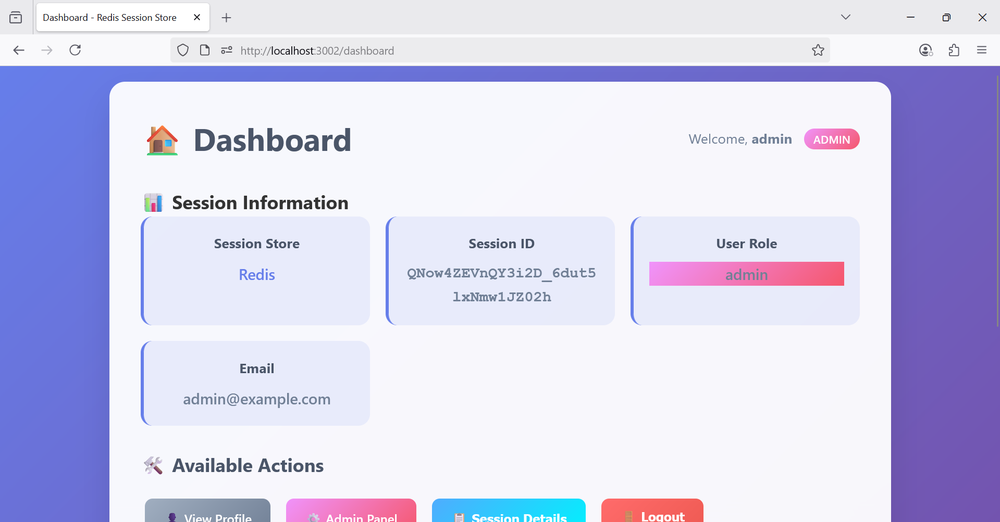 Dashboard - Redis Session Store
http://localhost:3002/dashboard
Dashboard
Welcome, admin ADMIN
Session Information
Session Store
Redis
Session ID
QNow4ZEVnQY3i2D_6dut5
lxNmw1JZ02h
User Role
admin
Email
admin@example.com
Available Actions
View Profile
Admin Panel
Session Details
Logout